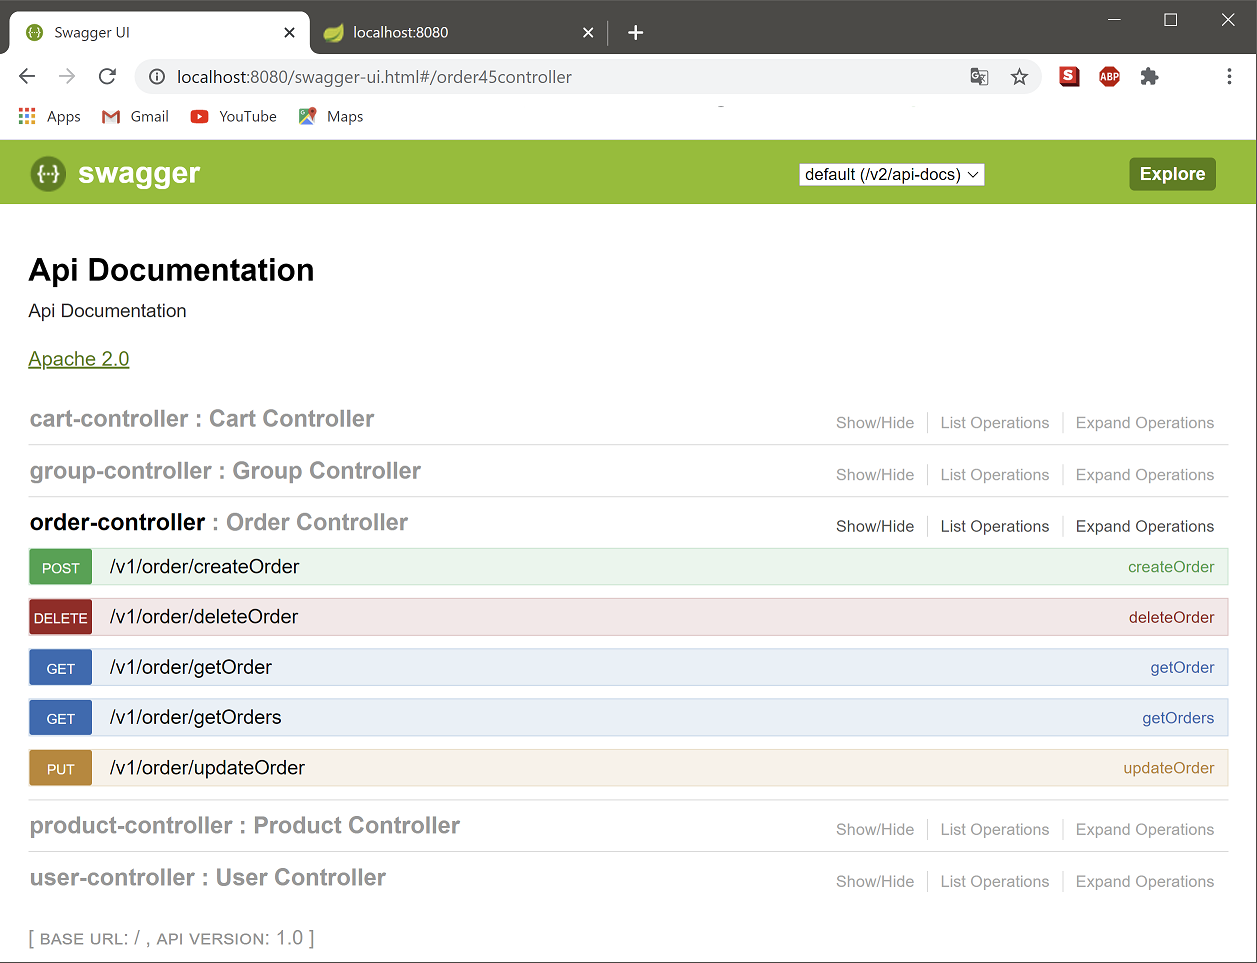 Swagger UI
localhost:8080
localhost:8080/swagger-ui.html#/order45controller
S ABP
Apps Gmail YouTube Maps
swagger default (/v2/api-docs) Explore
Api Documentation
Api Documentation
Apache 2.0
cart-controller : Cart Controller Show/Hide List Operations Expand Operations
group-controller : Group Controller Show/Hide List Operations Expand Operations
order-controller : Order Controller Show/Hide List Operations Expand Operations
POST /v1/order/createOrder createOrder
DELETE /v1/order/deleteOrder deleteOrder
GET /v1/order/getOrder getOrder
GET /v1/order/getOrders getOrders
PUT /v1/order/updateOrder updateOrder
product-controller : Product Controller Show/Hide List Operations Expand Operations
user-controller : User Controller Show/Hide List Operations Expand Operations
[ BASE URL: / , API VERSION: 1.0 ]